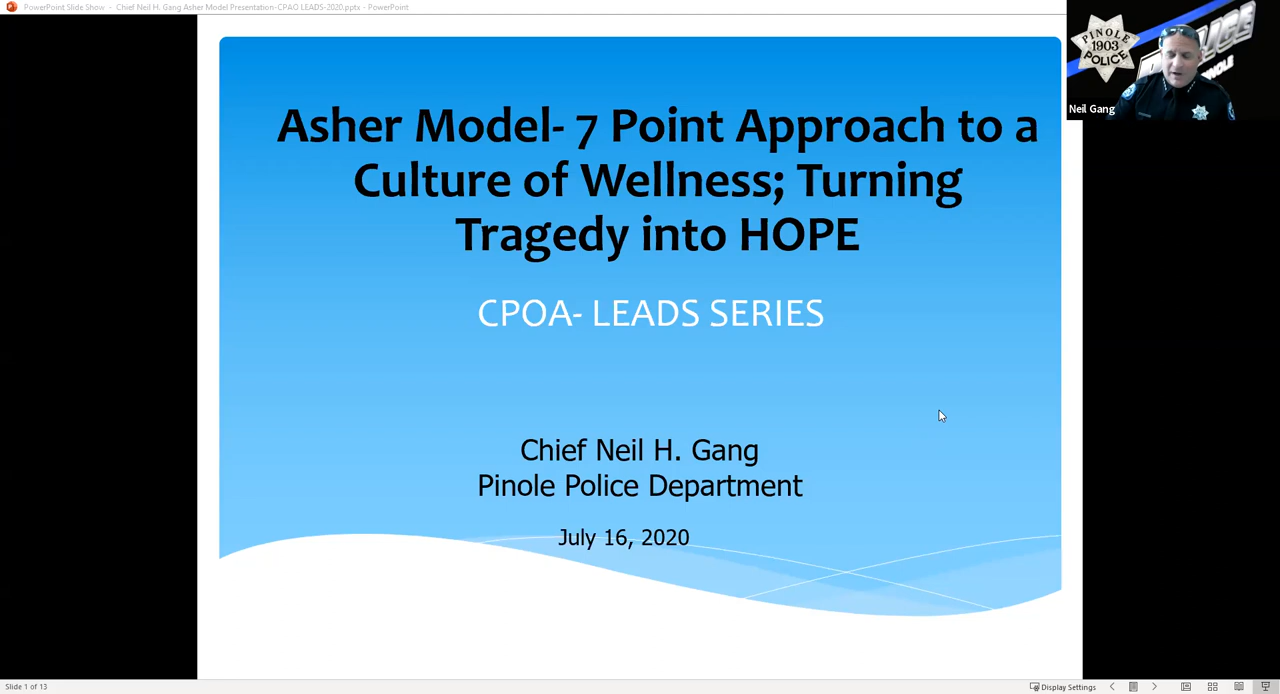 PowerPoint Slide Show - Chief Neil H. Gang Asher Model Presentation-CPAO LEADS-2020.pptx - PowerPoint
PINOLE
1903
POLICE
POLICE
PINOLE
Neil Gang
Asher Model- 7 Point Approach to a
Culture of Wellness; Turning
Tragedy into HOPE
CPOA- LEADS SERIES
Chief Neil H. Gang
Pinole Police Department
July 16, 2020
Slide 1 of 13
Display Settings